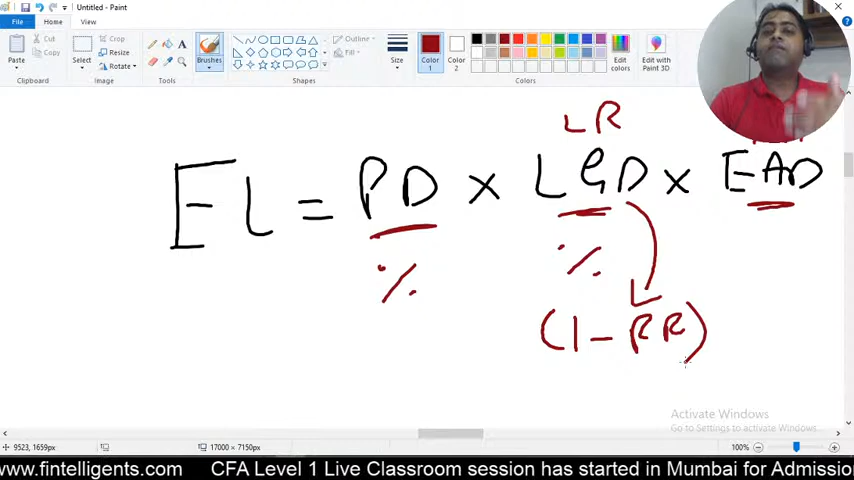 Untitled - Paint
File Home View
Paste Cut Copy Select Crop Resize Rotate Brushes Outline Fill Size Color 1 Color 2 Edit colors Edit with Paint 3D
Clipboard Image Tools Shapes Colors
LR
EL = PD × LGD × EAD
% %
(1 - RR)
Activate Windows
Go to Settings to activate Windows.
9523, 1659px 17000 × 7150px 100%
www.fintelligents.com CFA Level 1 Live Classroom session has started in Mumbai for Admissio